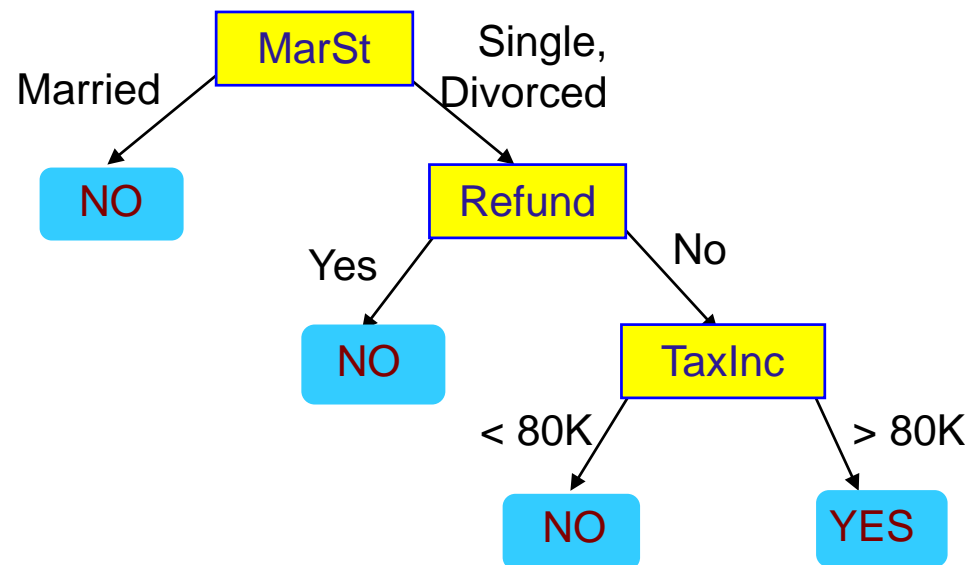 MarSt
Single,
Divorced
Married
NO
Refund
Yes
No
NO
TaxInc
< 80K
> 80K
NO
YES